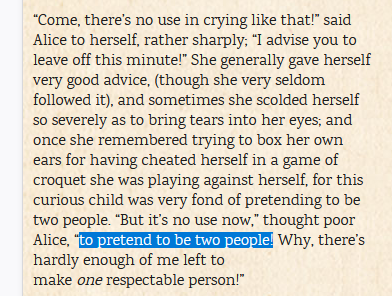 “Come, there’s no use in crying like that!” said
Alice to herself, rather sharply; “I advise you to
leave off this minute!” She generally gave herself
very good advice, (though she very seldom
followed it), and sometimes she scolded herself
so severely as to bring tears into her eyes; and
once she remembered trying to box her own
ears for having cheated herself in a game of
croquet she was playing against herself, for this
curious child was very fond of pretending to be
two people. “But it’s no use now,” thought poor
Alice, “to pretend to be two people! Why, there’s
hardly enough of me left to
make one respectable person!”